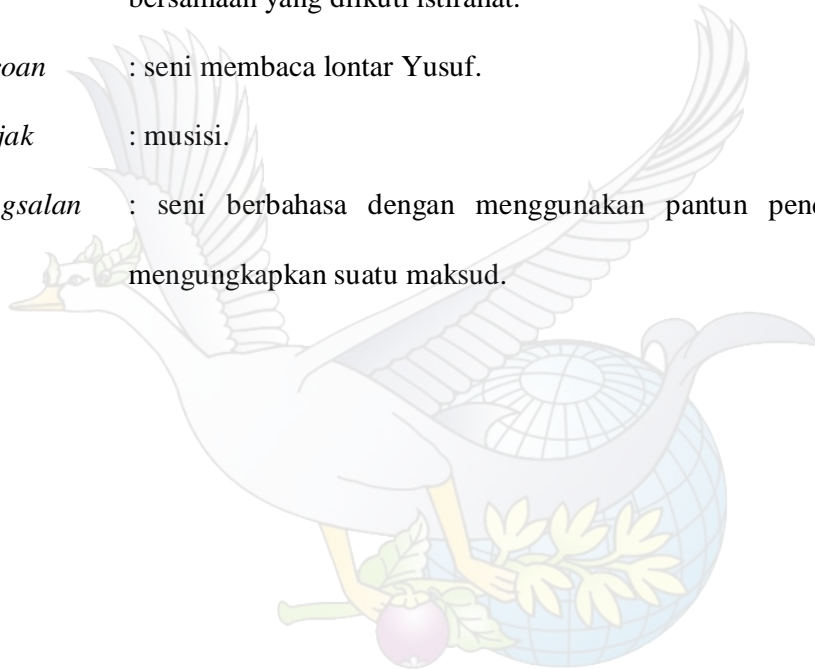 bersamaan yang diikuti istirahat.
: seni membaca lontar Yusuf.
: musisi.
: seni berbahasa dengan menggunakan pantun
mengungkapkan suatu maksud.